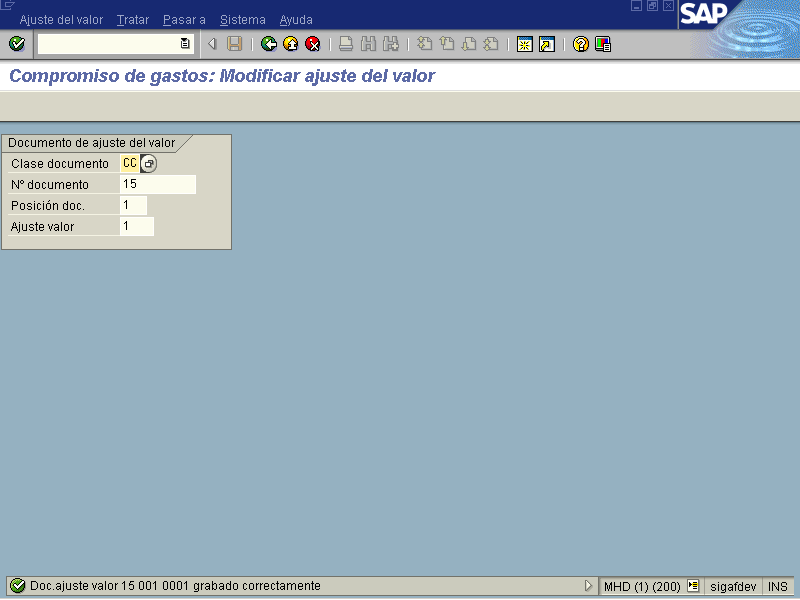 Ajuste del valor Tratar Pasar a Sistema Ayuda
SAP
Compromiso de gastos: Modificar ajuste del valor
Documento de ajuste del valor
Clase documento CC
Nº documento 15
Posición doc. 1
Ajuste valor 1
Doc.ajuste valor 15 001 0001 grabado correctamente MHD (1) (200) sigafdev INS